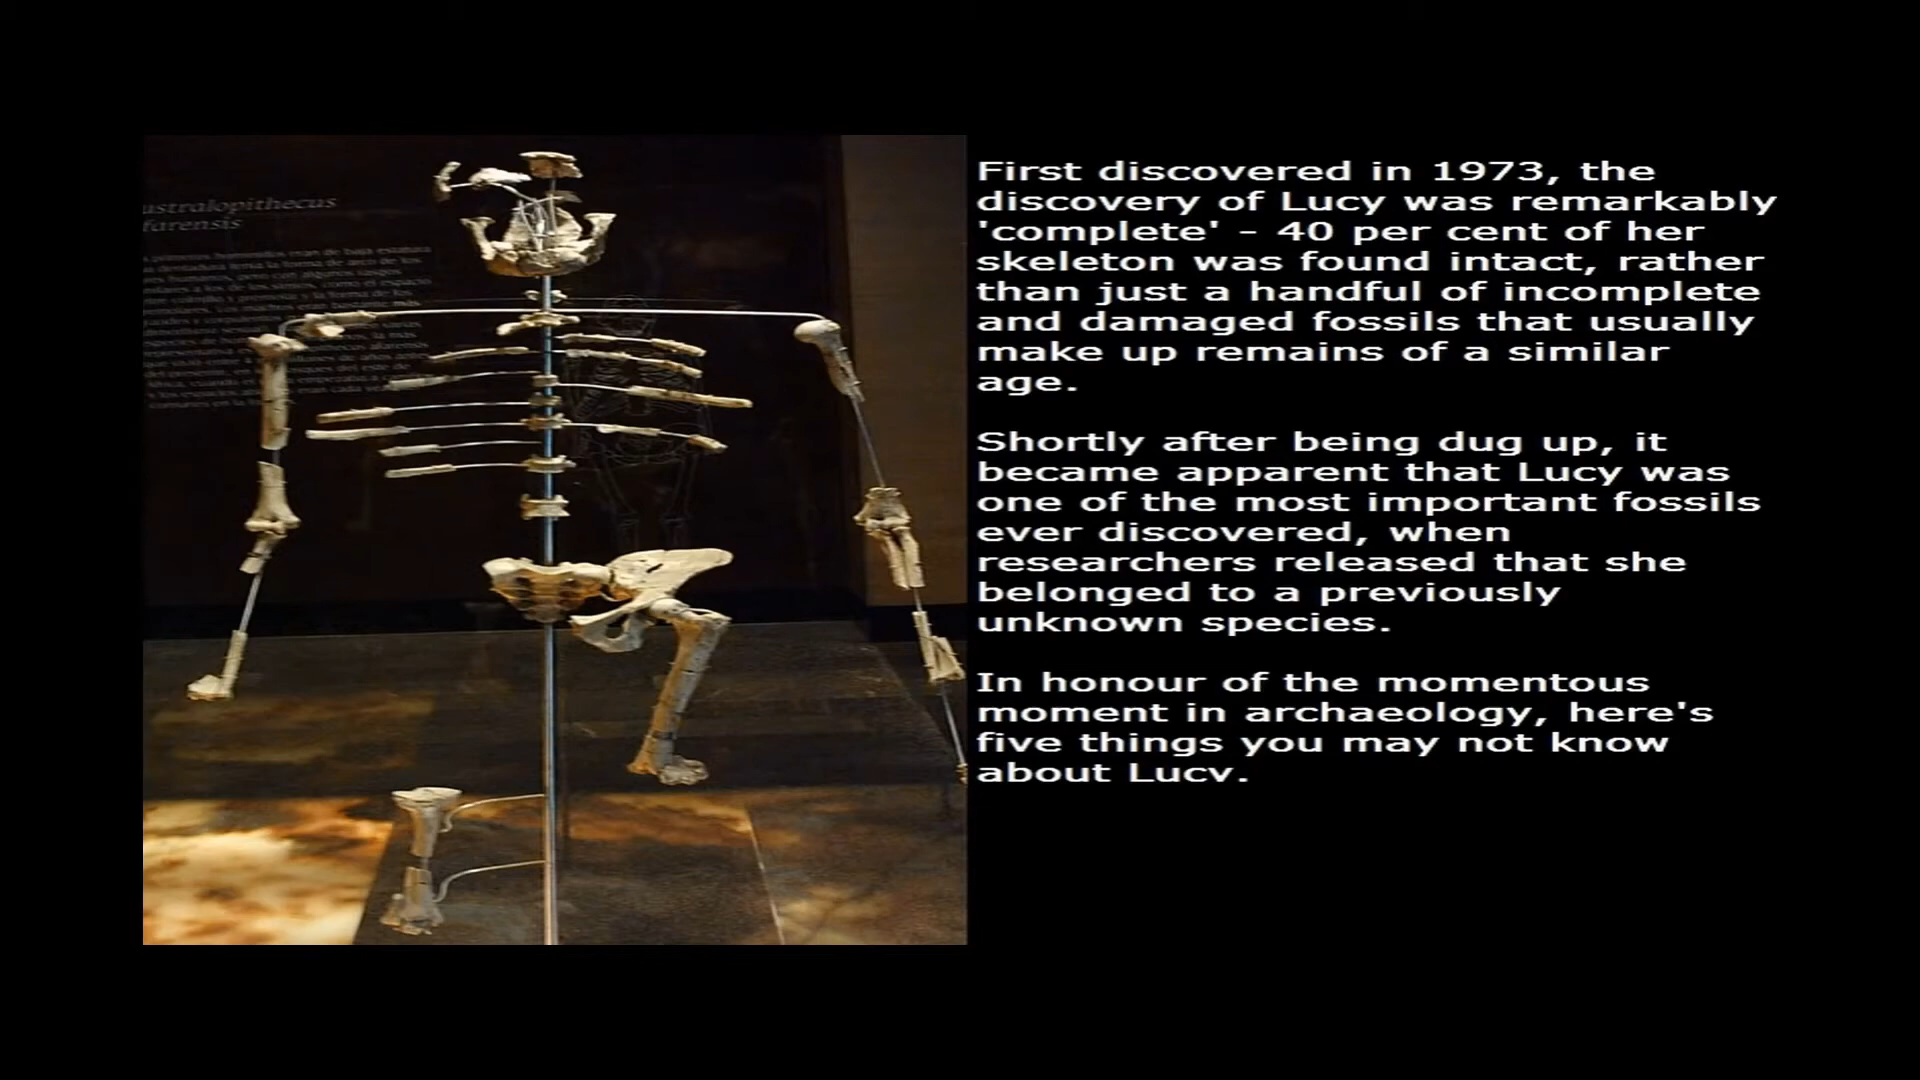 ustralopithecus
farensis
First discovered in 1973, the
discovery of Lucy was remarkably
'complete' - 40 per cent of her
skeleton was found intact, rather
than just a handful of incomplete
and damaged fossils that usually
make up remains of a similar
age.
Shortly after being dug up, it
became apparent that Lucy was
one of the most important fossils
ever discovered, when
researchers released that she
belonged to a previously
unknown species.
In honour of the momentous
moment in archaeology, here's
five things you may not know
about Lucy.